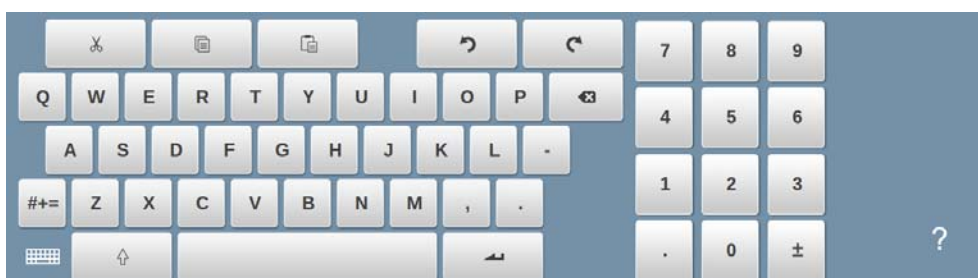 7 8 9
Q W E R T Y U I O P
4 5 6
A S D F G H J K L -
1 2 3
#+= Z X C V B N M , .
. 0 ±
?